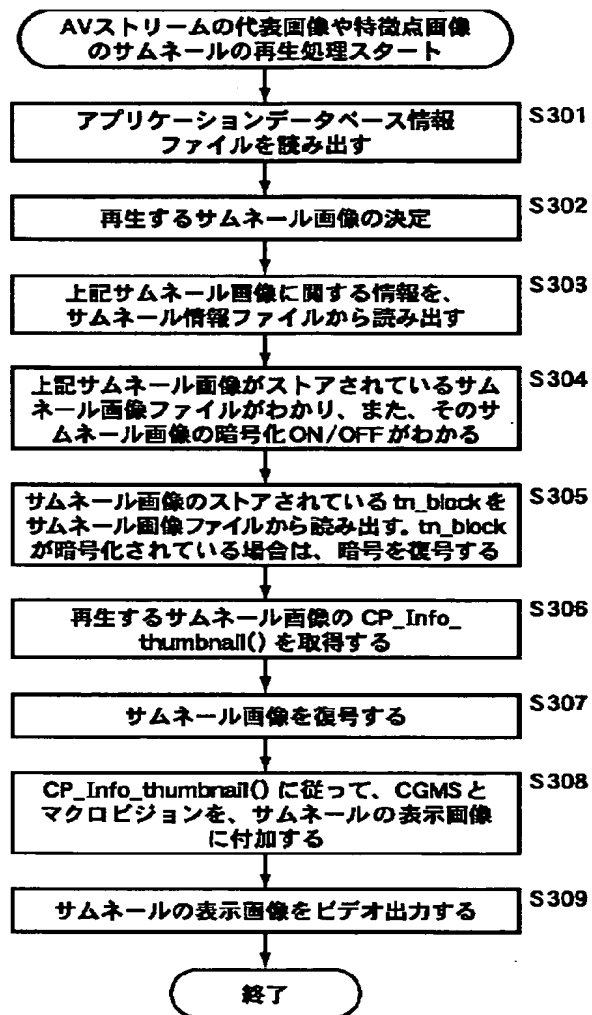 AVストリームの代表画像や特徴点画像
のサムネールの再生処理スタート
S301
アプリケーションデータベース情報
ファイルを読み出す
S302
再生するサムネール画像の決定
S303
上記サムネール画像に関する情報を、
サムネール情報ファイルから読み出す
S304
上記サムネール画像がストアされているサム
ネール画像ファイルがわかり、また、そのサ
ムネール画像の暗号化ON/OFFがわかる
S305
サムネール画像のストアされているtn_blockを
サムネール画像ファイルから読み出す。tn_block
が暗号化されている場合は、暗号を復号する
S306
再生するサムネール画像の CP_Info_
thumbnail() を取得する
S307
サムネール画像を復号する
S308
CP_Info_thumbnail() に従って、CGMSと
マクロビジョンを、サムネールの表示画像
に付加する
S309
サムネールの表示画像をビデオ出力する
終了